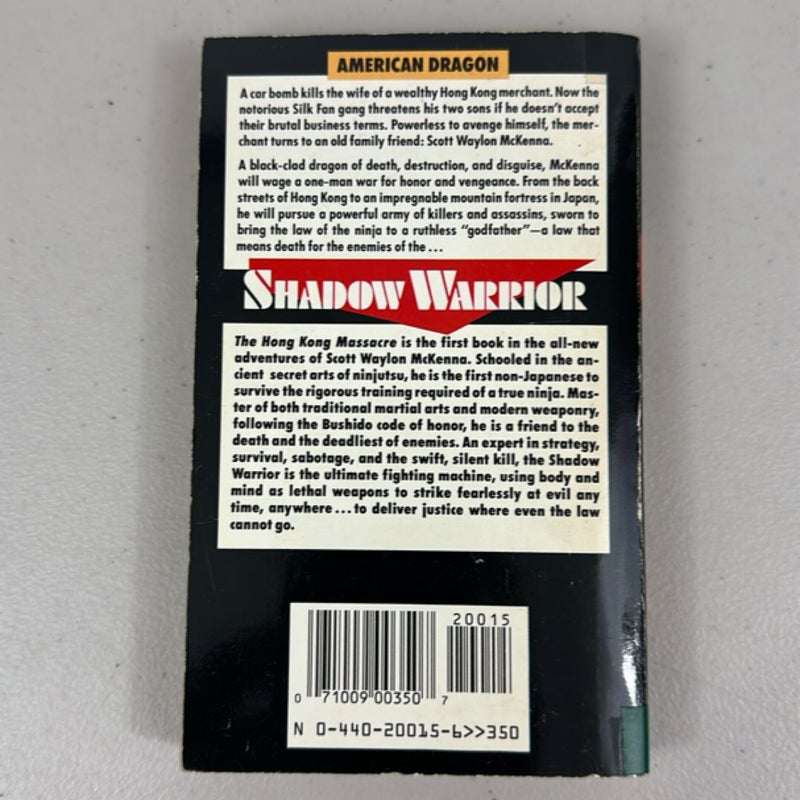 AMERICAN DRAGON
A car bomb kills the wife of a wealthy Hong Kong merchant. Now the
notorious Silk Fan gang threatens his two sons if he doesn't accept
their brutal business terms. Powerless to avenge himself, the mer-
chant turns to an old family friend: Scott Waylon McKenna.
A black-clad dragon of death, destruction, and disguise, McKenna
will wage a one-man war for honor and vengeance. From the back
streets of Hong Kong to an impregnable mountain fortress in Japan,
he will pursue a powerful army of killers and assassins, sworn to
bring the law of the ninja to a ruthless "godfather"—a law that
means death for the enemies of the...
SHADOW WARRIOR
The Hong Kong Massacre is the first book in the all-new
adventures of Scott Waylon McKenna. Schooled in the an-
cient secret arts of ninjutsu, he is the first non-Japanese to
survive the rigorous training required of a true ninja. Mas-
ter of both traditional martial arts and modern weaponry,
following the Bushido code of honor, he is a friend to the
death and the deadliest of enemies. An expert in strategy,
survival, sabotage, and the swift, silent kill, the Shadow
Warrior is the ultimate fighting machine, using body and
mind as lethal weapons to strike fearlessly at evil any
time, anywhere...to deliver justice where even the law
cannot go.
20015
0 71009 00350 7
N 0-440-20015-6>>350